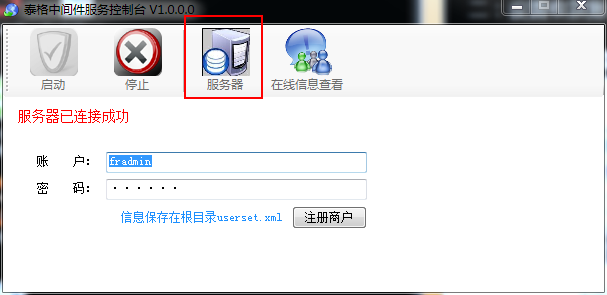 泰格中间件服务控制台 V1.0.0.0
启动 停止 服务器 在线信息查看
服务器已连接成功
账 户： fradmin
密 码： ••••••
信息保存在根目录userset.xml 注册商户